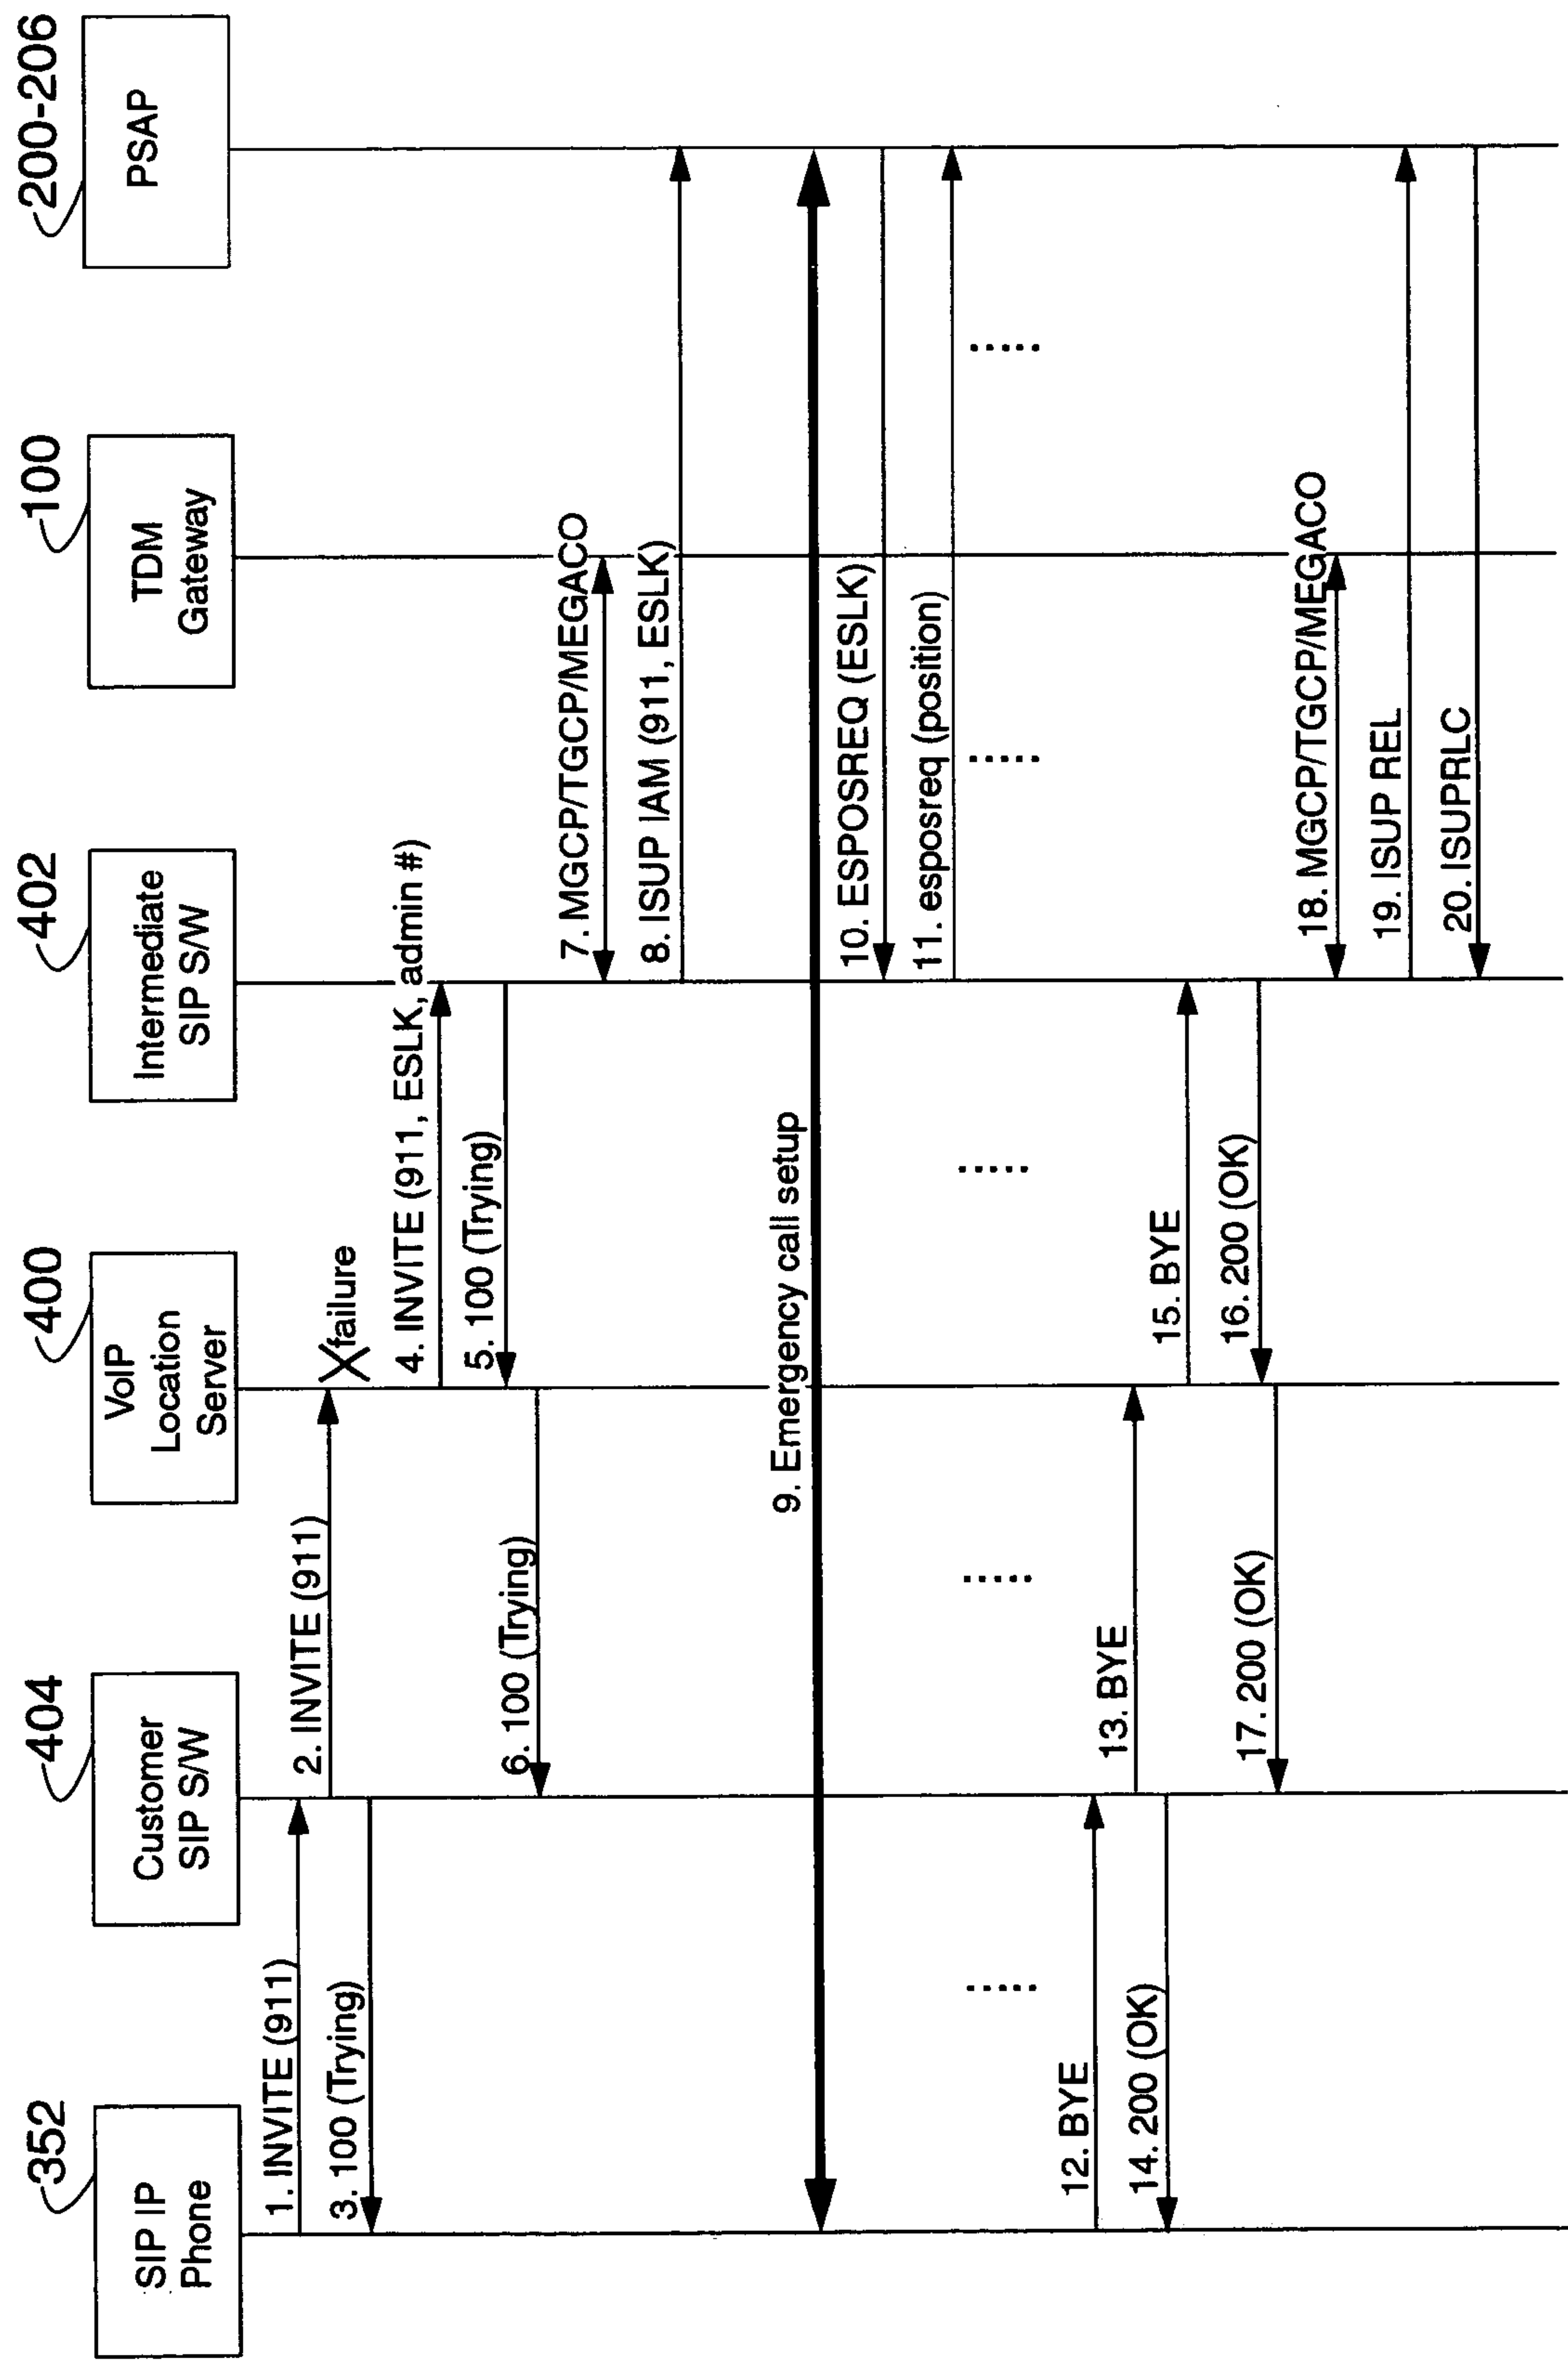 352
SIP IP
Phone
404
Customer
SIP S/W
400
VoIP
Location
Server
402
Intermediate
SIP S/W
100
TDM
Gateway
200-206
PSAP
1. INVITE (911)
2. INVITE (911)
X failure
3. 100 (Trying)
4. INVITE (911, ESLK, admin #)
5. 100 (Trying)
6. 100 (Trying)
7. MGCP/TGCP/MEGACO
8. ISUP IAM (911, ESLK)
9. Emergency call setup
10. ESPOSREQ (ESLK)
11. esposreq (position)
.....
.....
.....
.....
.....
12. BYE
13. BYE
14. 200 (OK)
15. BYE
16. 200 (OK)
17. 200 (OK)
18. MGCP/TGCP/MEGACO
19. ISUP REL
20. ISUPRLC